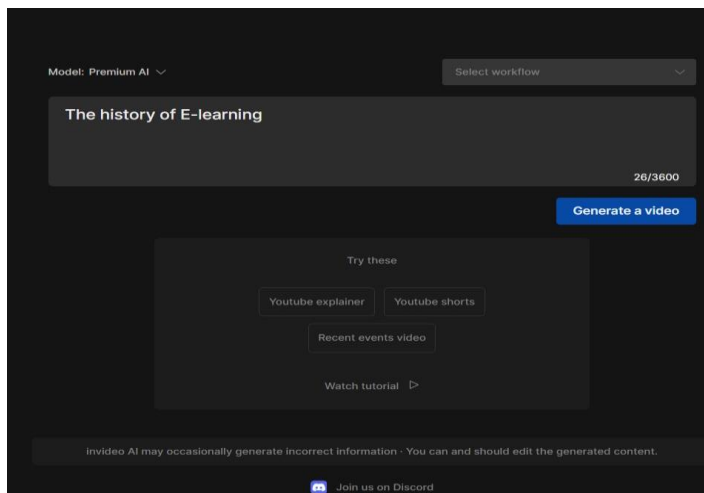 Model: Premium AI
Select workflow
The history of E-learning
26/3600
Generate a video
Try these
Youtube explainer
Youtube shorts
Recent events video
Watch tutorial
invideo AI may occasionally generate incorrect information · You can and should edit the generated content.
Join us on Discord